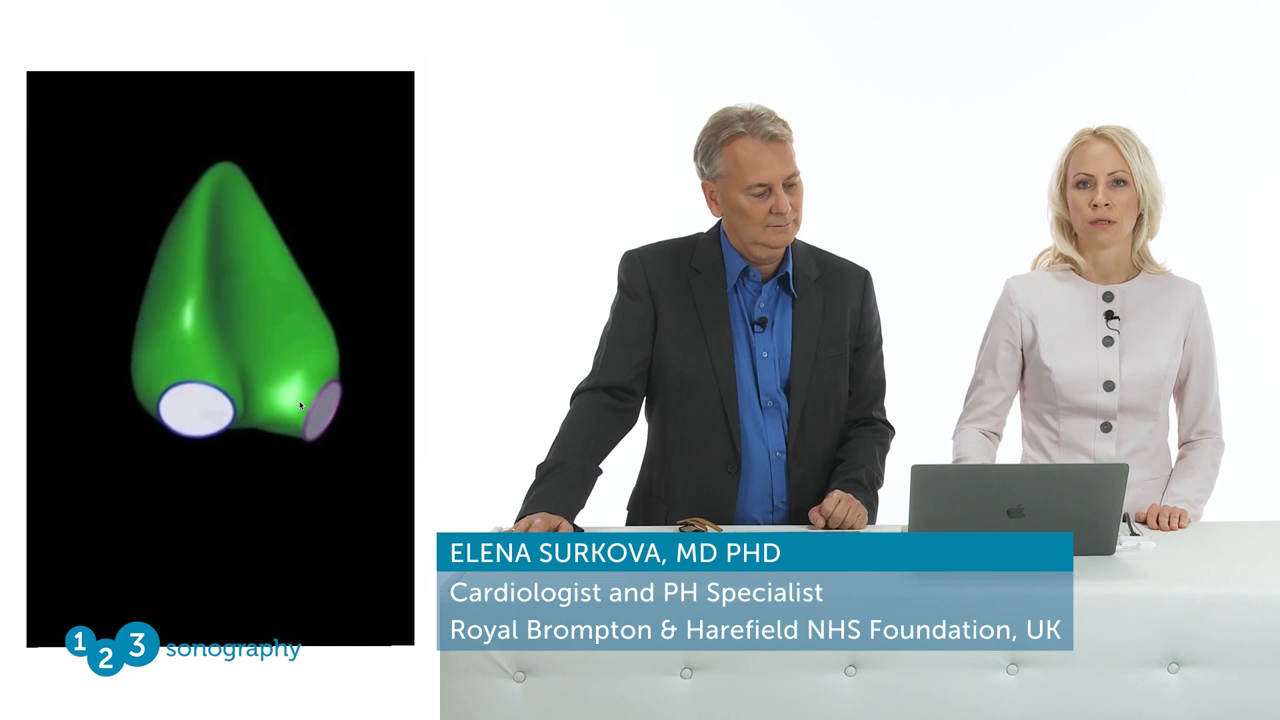 ELENA SURKOVA, MD PHD
Cardiologist and PH Specialist
Royal Brompton & Harefield NHS Foundation, UK
123 sonography